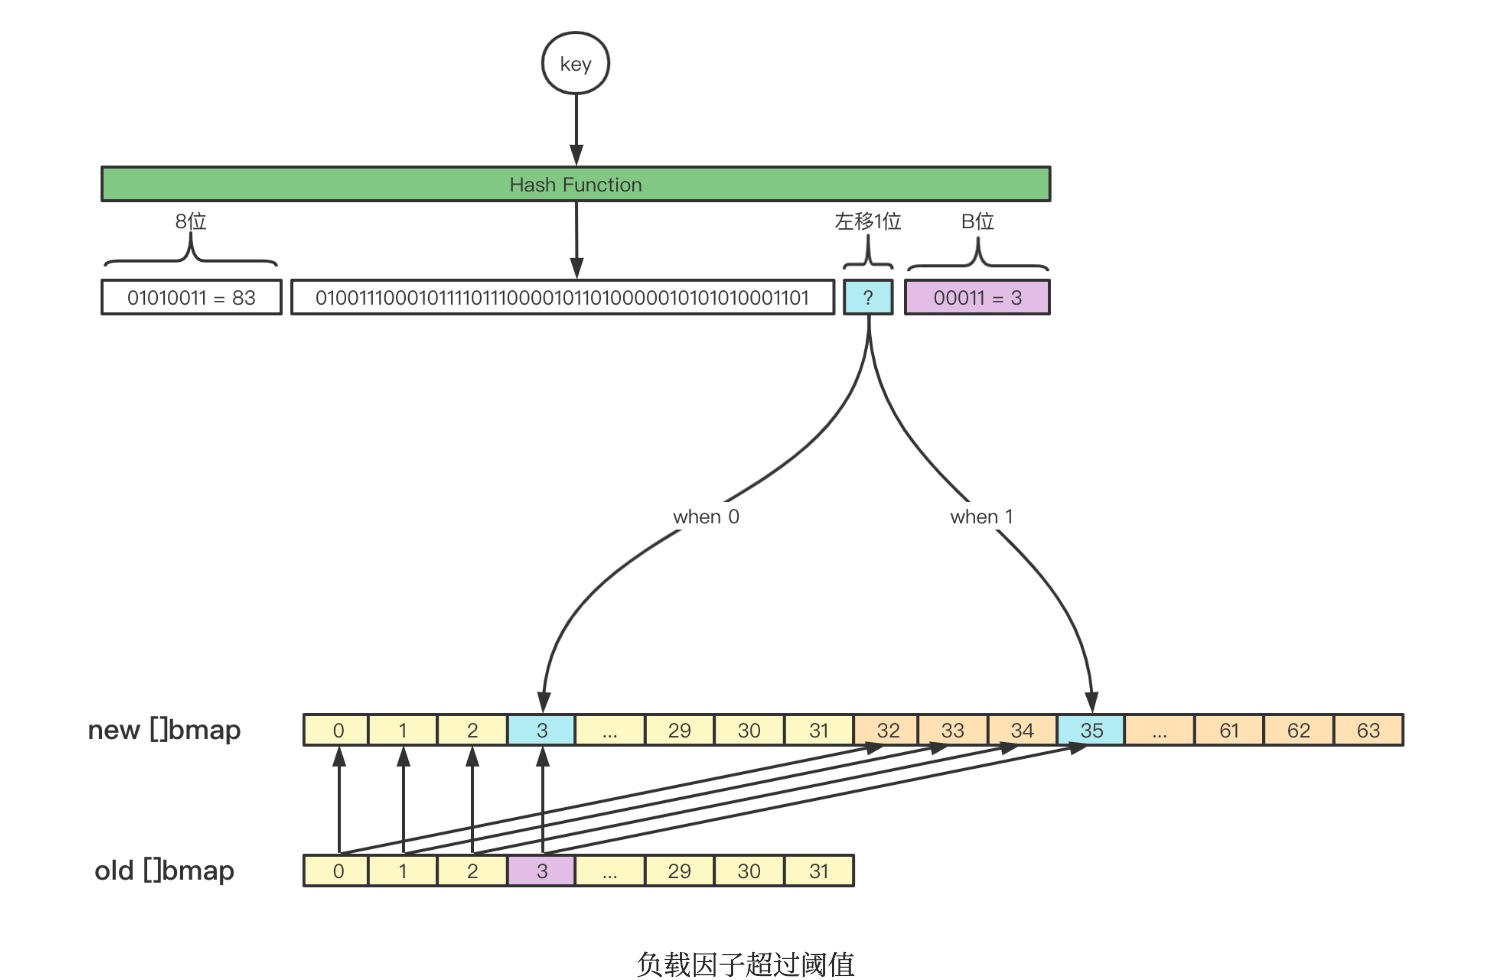 key
Hash Function
8位
左移1位
B位
01010011 = 83
0100111000101111011100001011010000010101010001101
?
00011 = 3
when 0
when 1
new []bmap
0 1 2 3 ... 29 30 31 32 33 34 35 ... 61 62 63
old []bmap
0 1 2 3 ... 29 30 31
负载因子超过阈值